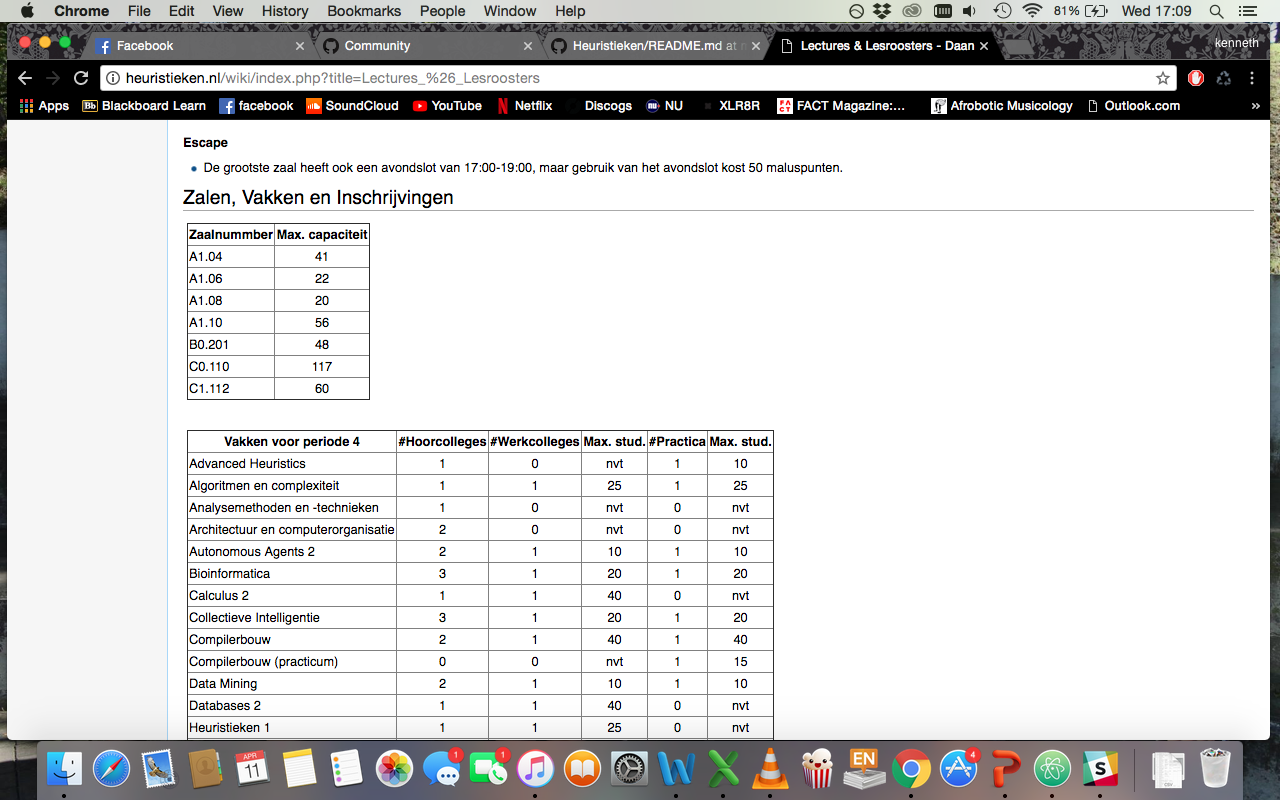 Chrome File Edit View History Bookmarks People Window Help 81% Wed 17:09
Facebook Community Heuristieken/README.md at Lectures & Lesroosters - Daan kenneth
heuristieken.nl/wiki/index.php?title=Lectures_%26_Lesroosters
Apps Bb Blackboard Learn facebook SoundCloud YouTube Netflix Discogs NU XLR8R FACT Magazine:... Afrobotic Musicology Outlook.com »
Escape
De grootste zaal heeft ook een avondslot van 17:00-19:00, maar gebruik van het avondslot kost 50 maluspunten.
Zalen, Vakken en Inschrijvingen
Zaalnummber Max. capaciteit
A1.04 41
A1.06 22
A1.08 20
A1.10 56
B0.201 48
C0.110 117
C1.112 60
Vakken voor periode 4 #Hoorcolleges #Werkcolleges Max. stud. #Practica Max. stud.
Advanced Heuristics 1 0 nvt 1 10
Algoritmen en complexiteit 1 1 25 1 25
Analysemethoden en -technieken 1 0 nvt 0 nvt
Architectuur en computerorganisatie 2 0 nvt 0 nvt
Autonomous Agents 2 2 1 10 1 10
Bioinformatica 3 1 20 1 20
Calculus 2 1 1 40 0 nvt
Collectieve Intelligentie 3 1 20 1 20
Compilerbouw 2 1 40 1 40
Compilerbouw (practicum) 0 0 nvt 1 15
Data Mining 2 1 10 1 10
Databases 2 1 1 40 0 nvt
Heuristieken 1 1 1 25 0 nvt
APR 11 1 1 EN 4 S